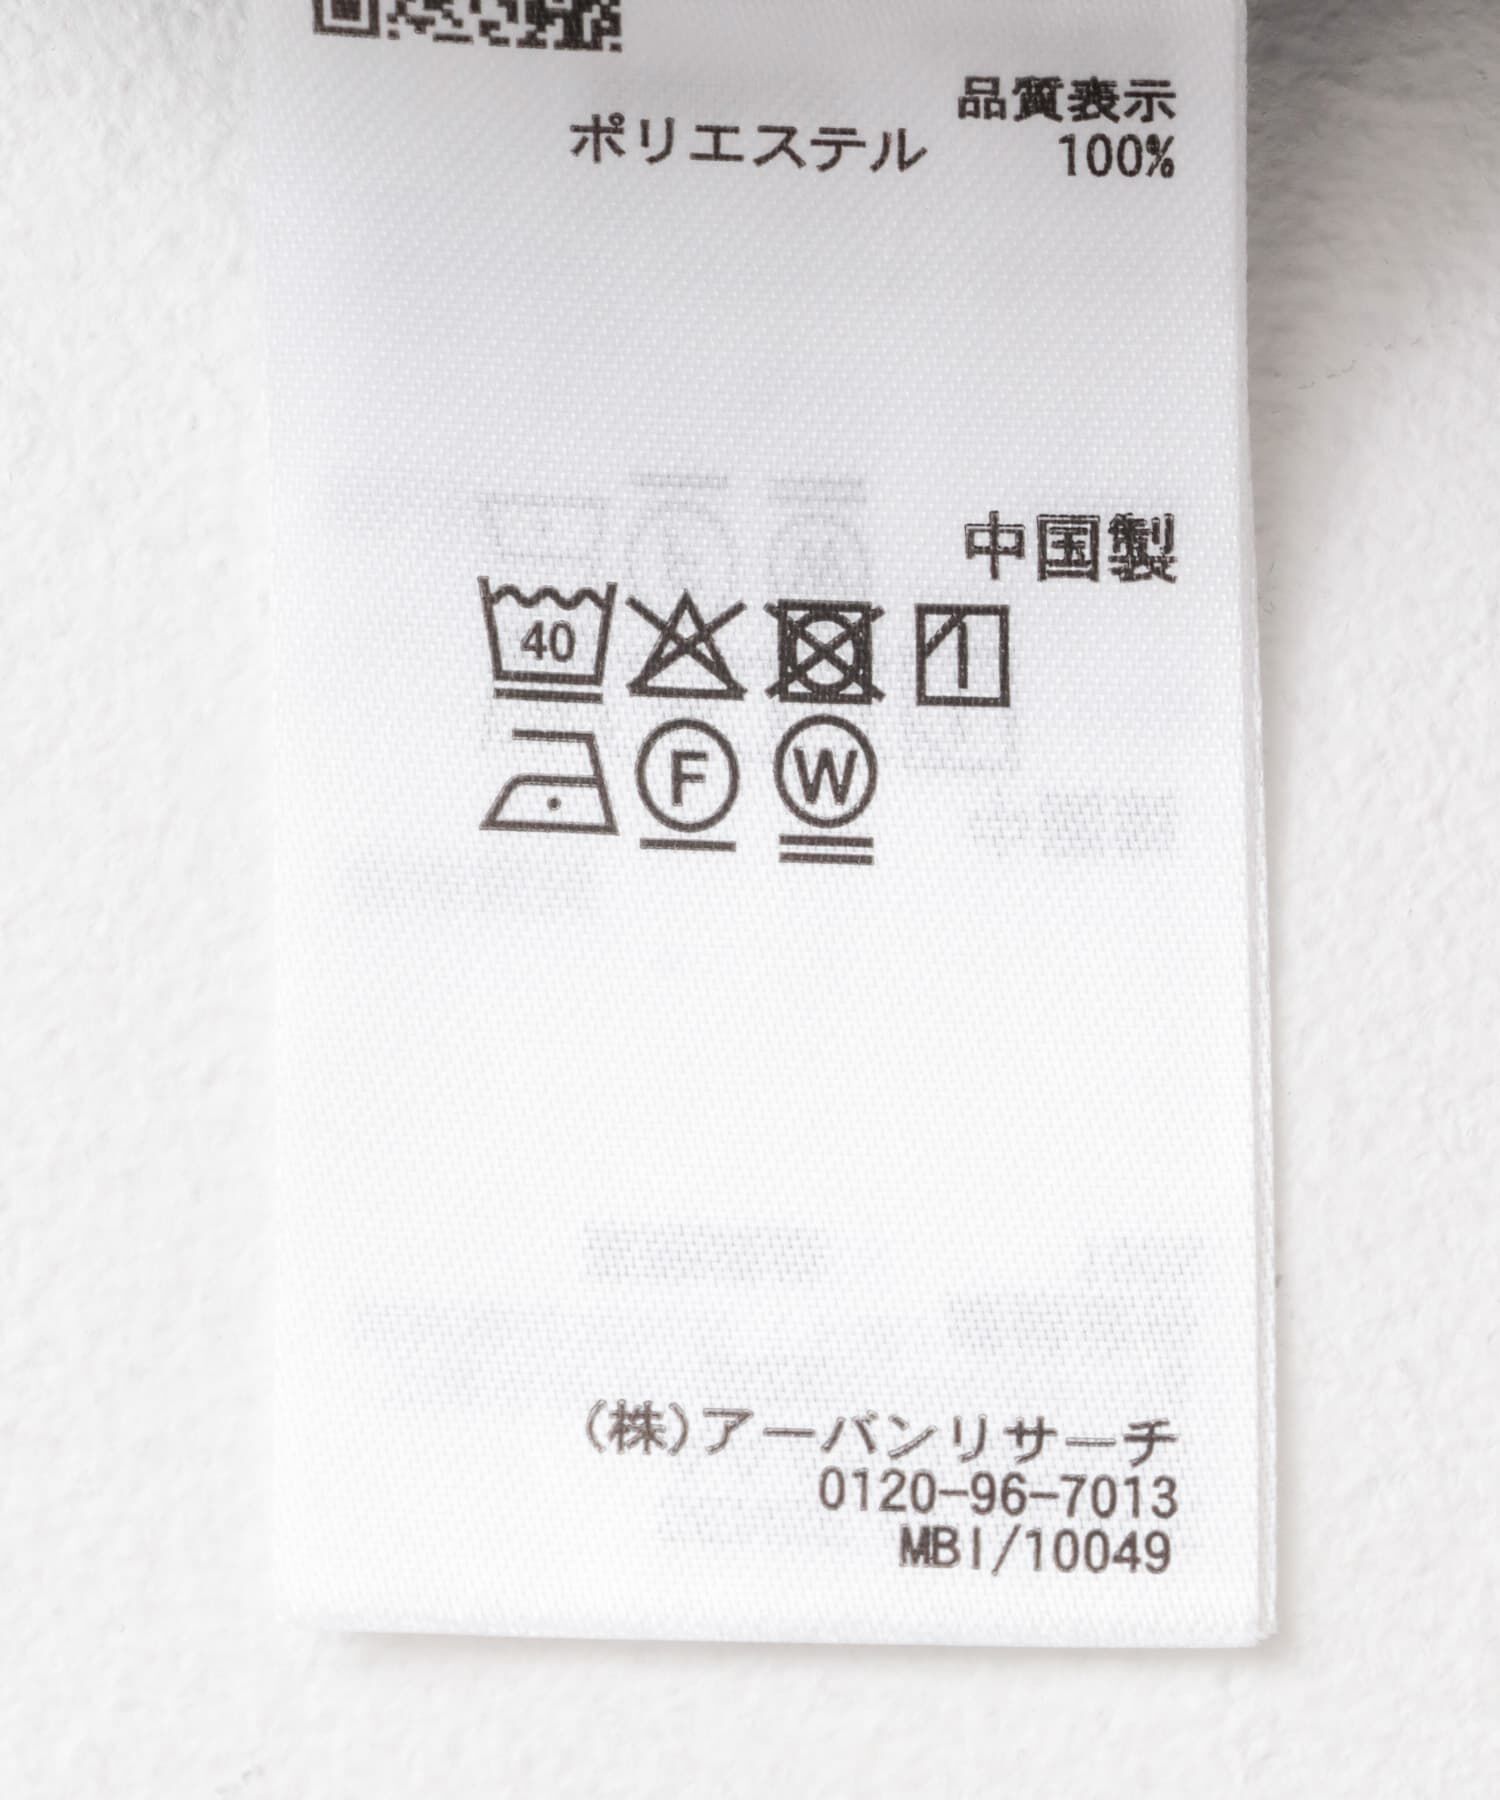 品質表示
ポリエステル 100%
中国製
40
F W
(株)アーバンリサーチ
0120-96-7013
MBI/10049